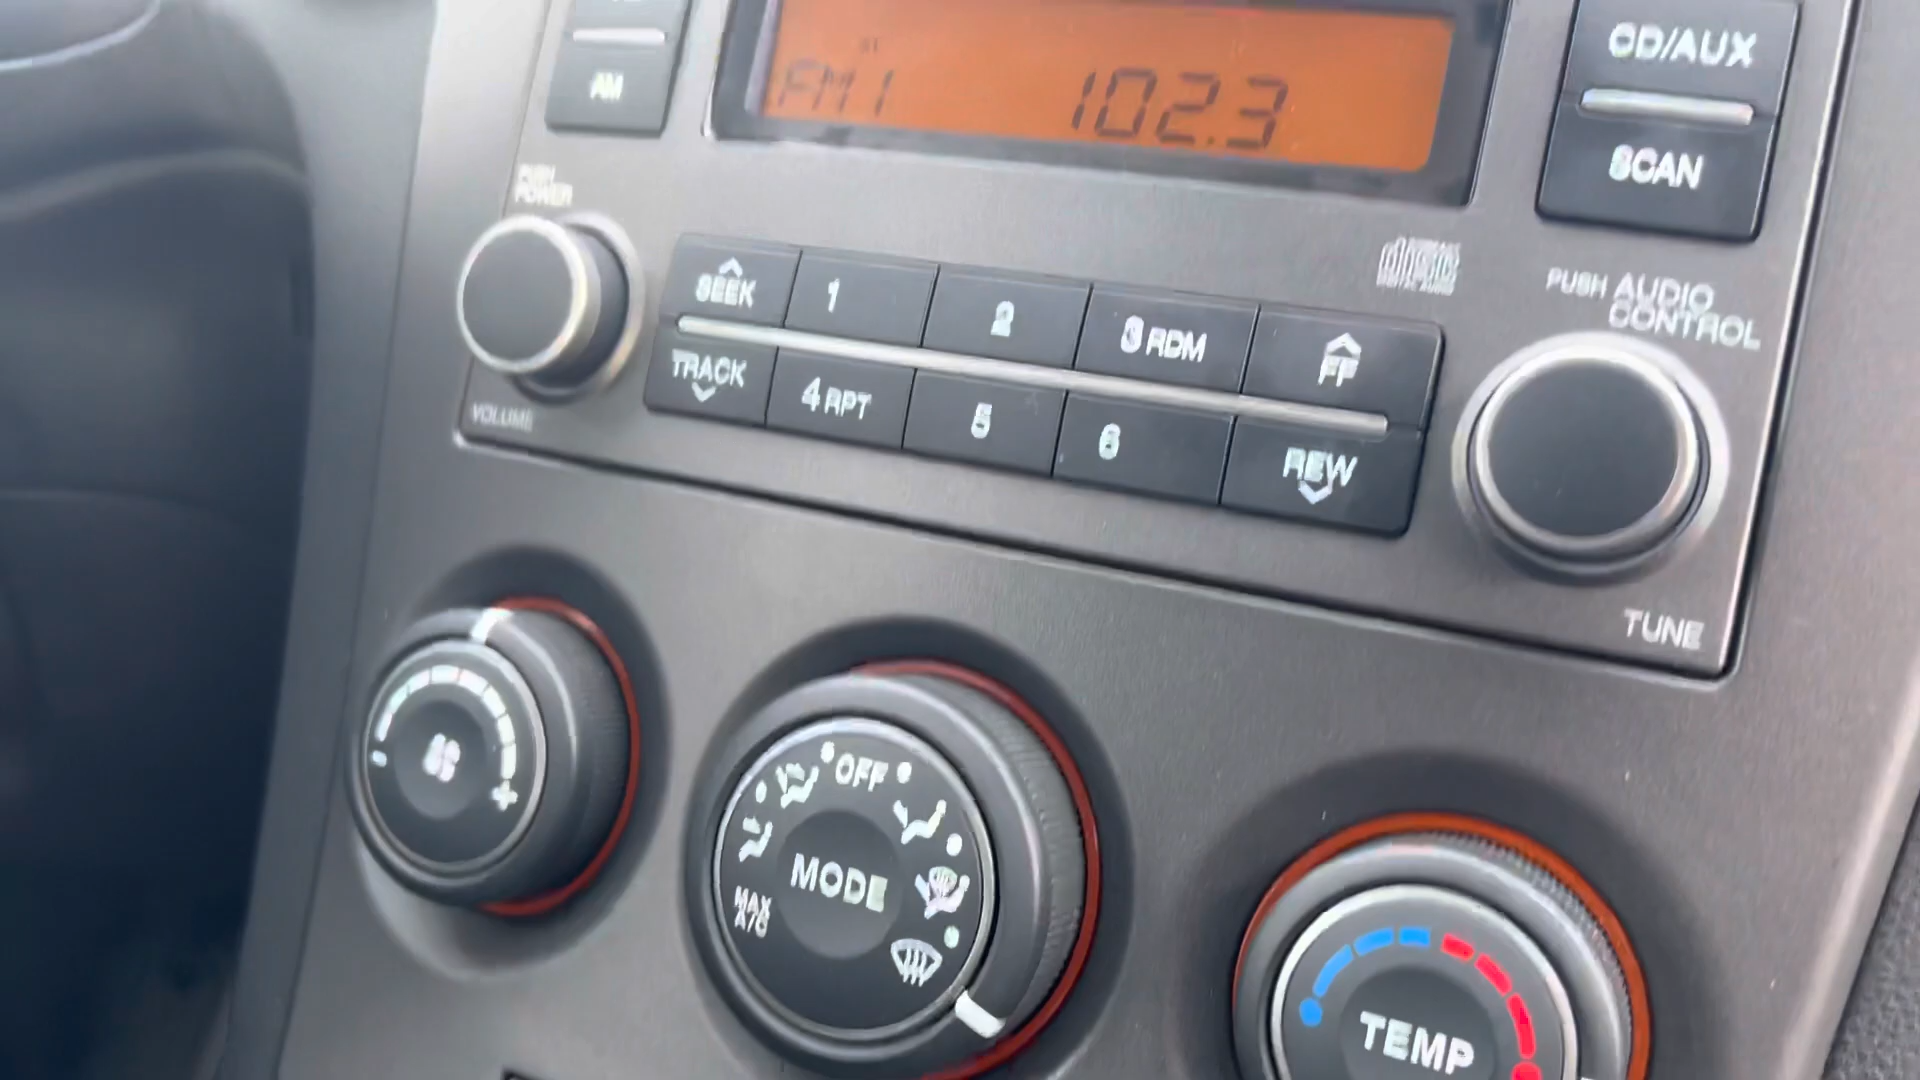 CD/AUX
AM
ST
FM1 102.3
SCAN
PUSH
POWER
SEEK
1
2
3 RDM
FF
PUSH AUDIO
CONTROL
TRACK
4 RPT
5
6
REW
VOLUME
TUNE
- +
OFF
MODE
MAX
A/C
TEMP